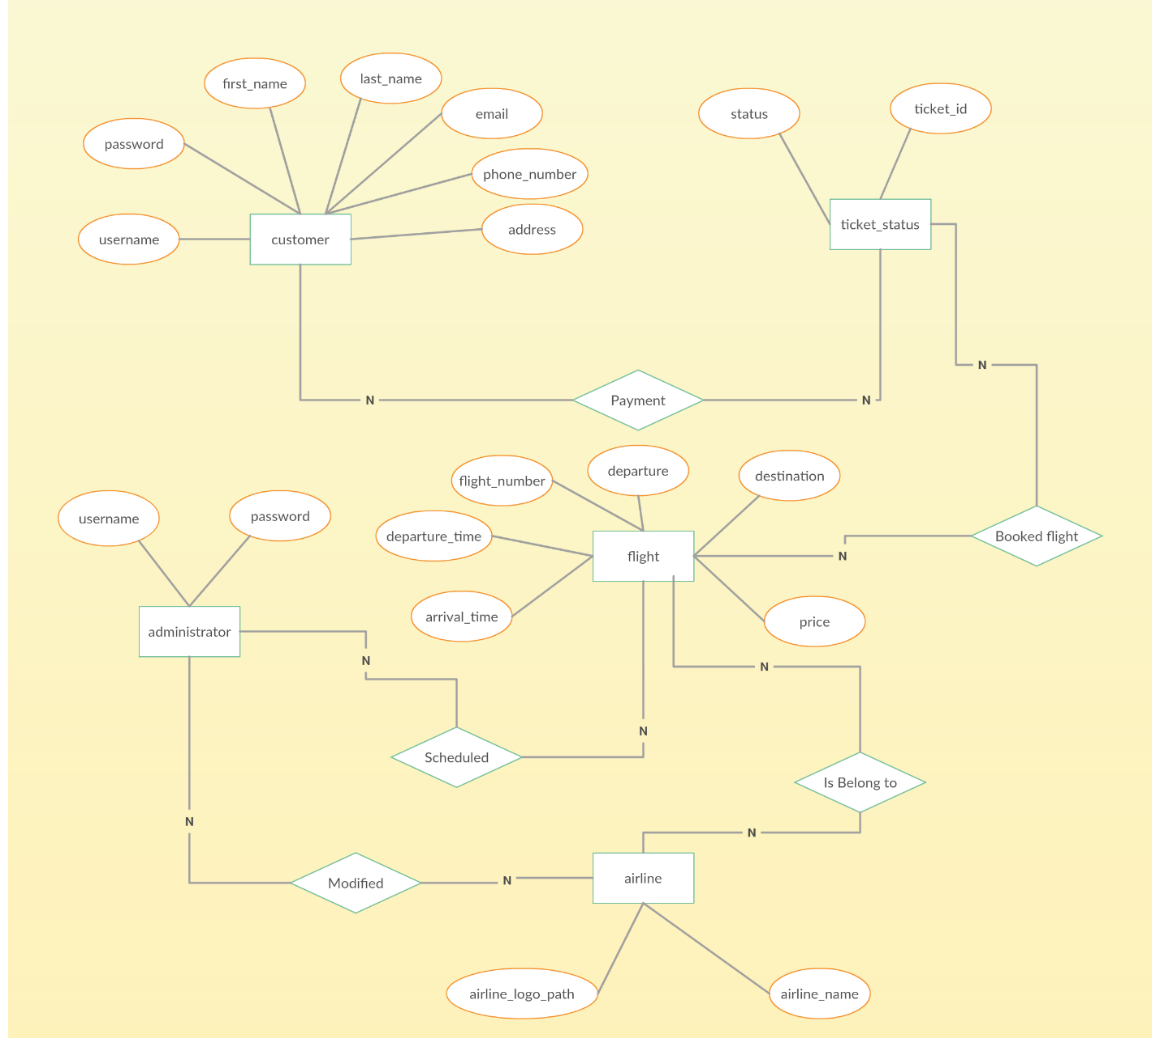 first_name
last_name
email
password
phone_number
username
customer
address
status
ticket_id
ticket_status
N
N
Payment
N
flight_number
departure
destination
username
password
departure_time
flight
N
Booked flight
arrival_time
price
administrator
N
N
N
Scheduled
Is Belong to
N
N
Modified
N
airline
airline_logo_path
airline_name